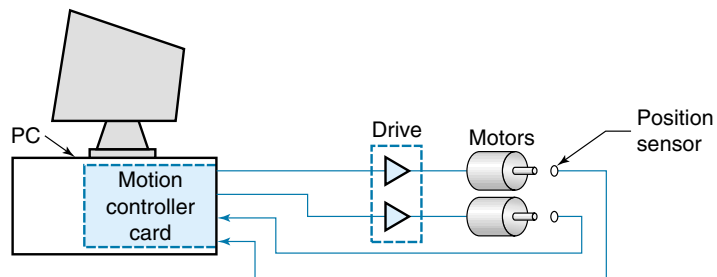 PC
Motion
controller
card
Drive
Motors
Position
sensor